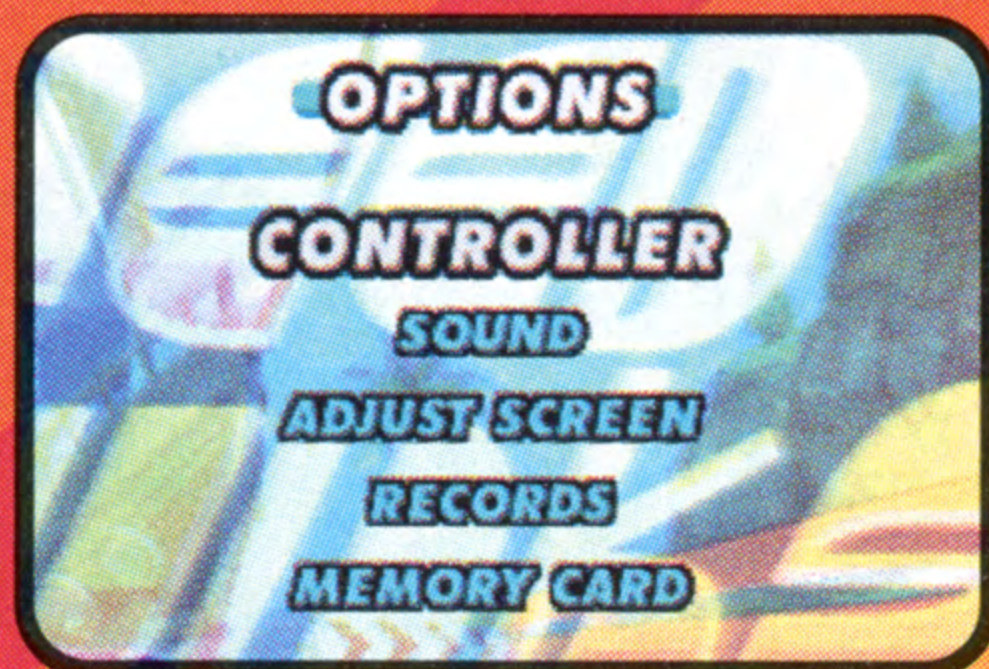 OPTIONS
CONTROLLER
SOUND
ADJUST SCREEN
RECORDS
MEMORY CARD